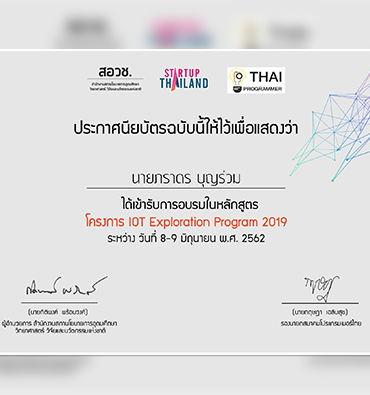 สอวช.
สำนักงานสภานโยบายการอุดมศึกษา
วิทยาศาสตร์ วิจัยและนวัตกรรมแห่งชาติ
STARTUP
THAILAND
THAI
PROGRAMMER
ประกาศนียบัตรฉบับนี้ให้ไว้เพื่อแสดงว่า
นายภราดร บุญร่วม
ได้เข้ารับการอบรมในหลักสูตร
โครงการ IOT Exploration Program 2019
ระหว่าง วันที่ 8-9 มิถุนายน พ.ศ. 2562
(นายกิติพงค์ พร้อมวงค์)
ผู้อำนวยการ สำนักงานสภานโยบายการอุดมศึกษา
วิทยาศาสตร์ วิจัยและนวัตกรรมแห่งชาติ
(นายกฤษฎา เฉลิมสุข)
รองนายกสมาคมโปรแกรมเมอร์ไทย